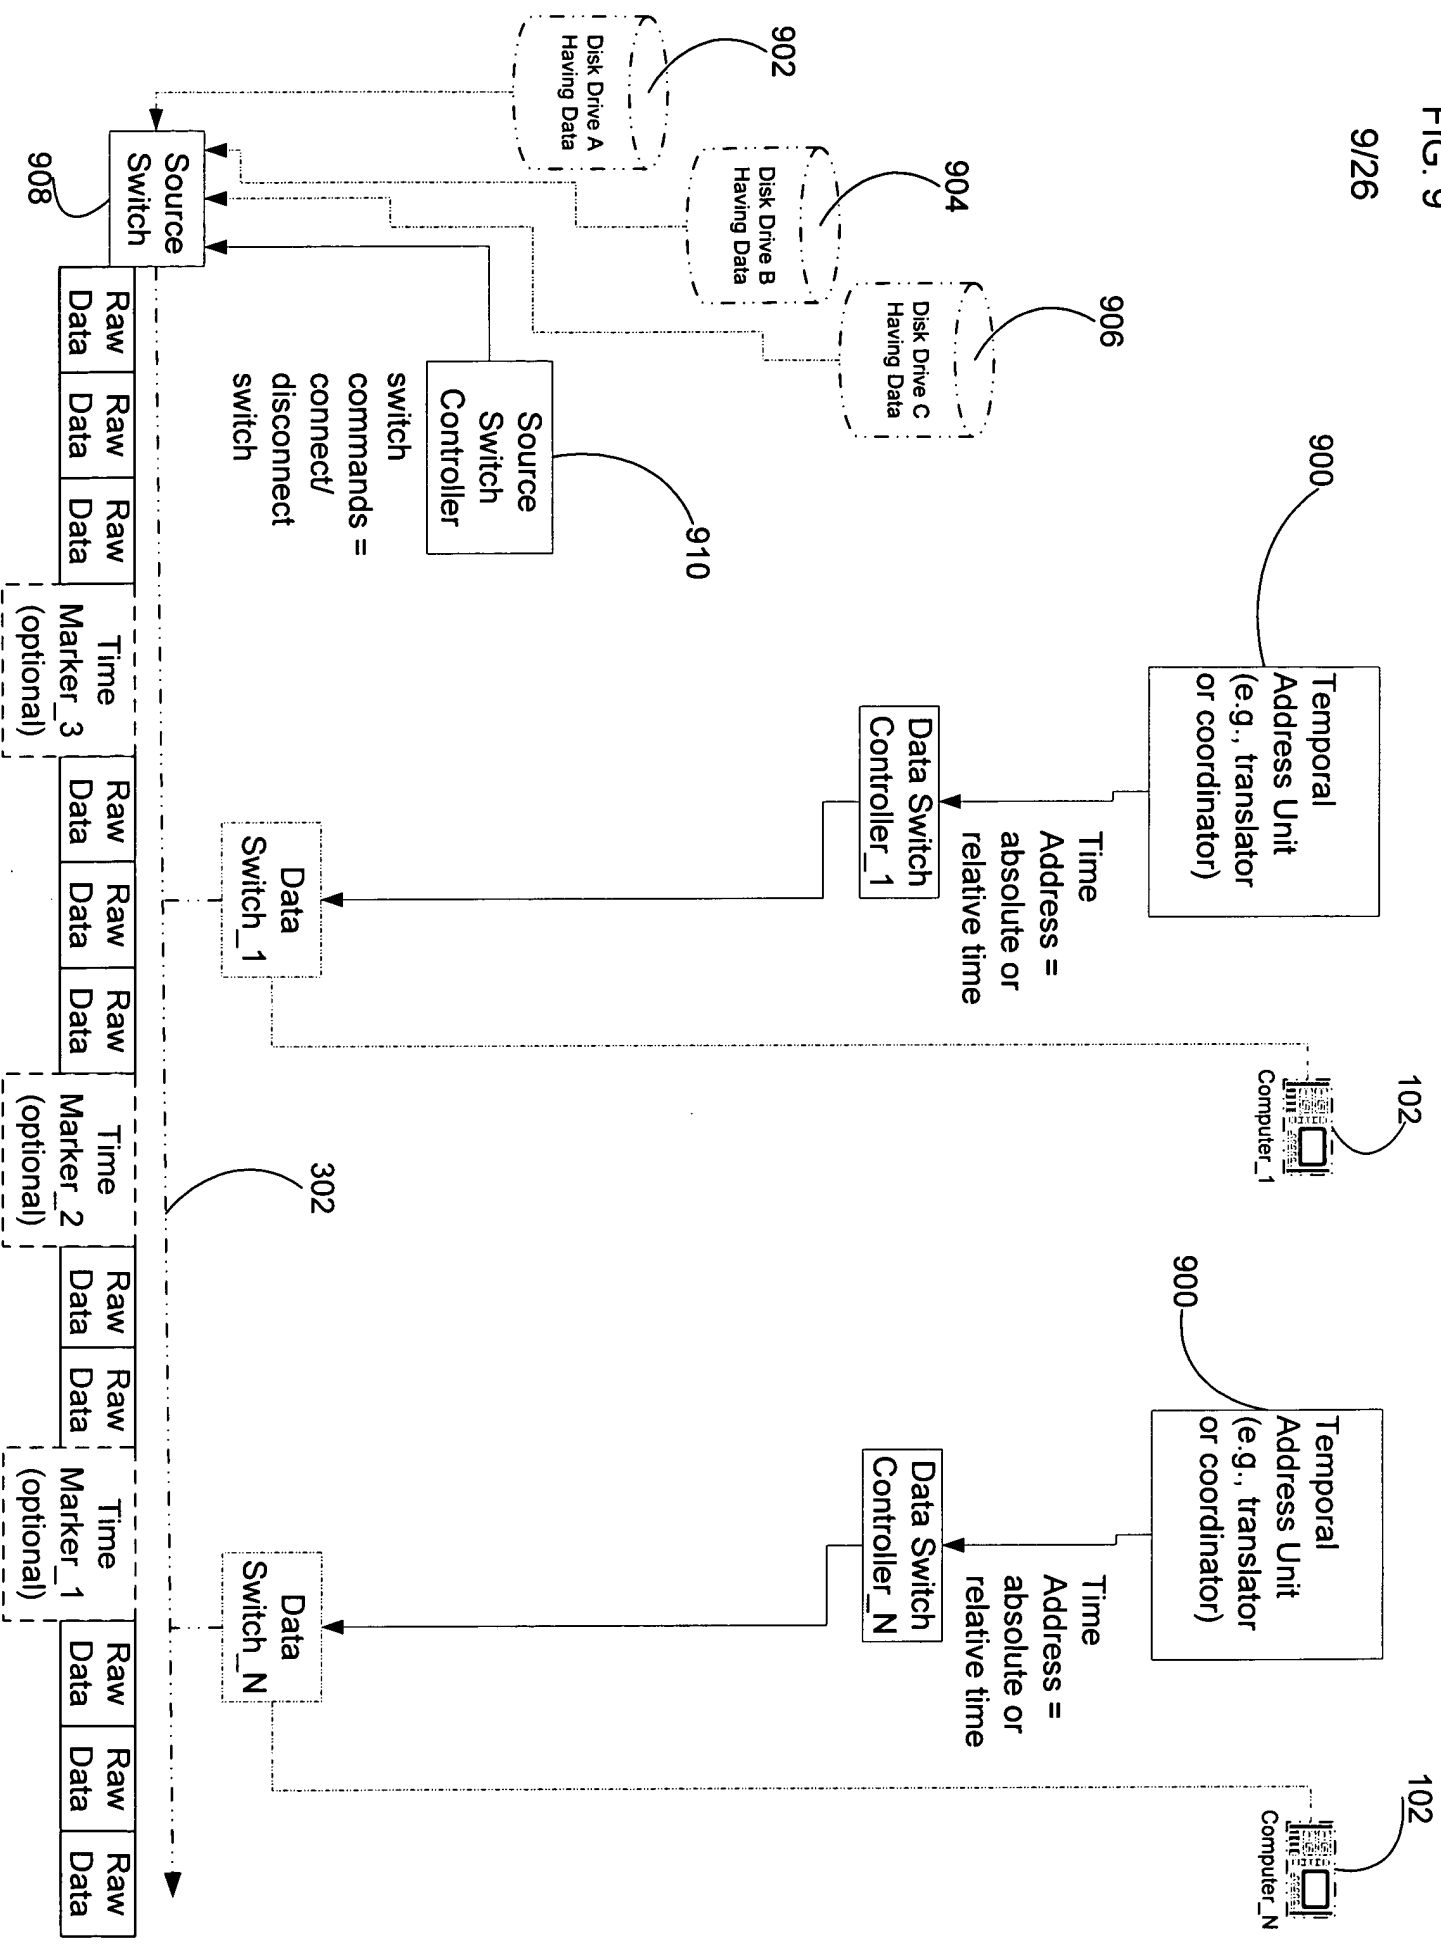 FIG. 9
9/26
902
904
906
900
102
900
102
Disk Drive A
Having Data
Disk Drive B
Having Data
Disk Drive C
Having Data
Temporal
Address Unit
(e.g., translator
or coordinator)
Computer_1
Temporal
Address Unit
(e.g., translator
or coordinator)
Computer_N
Time
Address =
absolute or
relative time
Time
Address =
absolute or
relative time
Data Switch
Controller_1
Data Switch
Controller_N
910
Source
Switch
Controller
switch
commands =
connect/
disconnect
switch
Data
Switch_1
302
Data
Switch_N
Source
Switch
908
Raw
Data
Raw
Data
Raw
Data
Time
Marker_3
(optional)
Raw
Data
Raw
Data
Raw
Data
Time
Marker_2
(optional)
Raw
Data
Raw
Data
Time
Marker_1
(optional)
Raw
Data
Raw
Data
Raw
Data